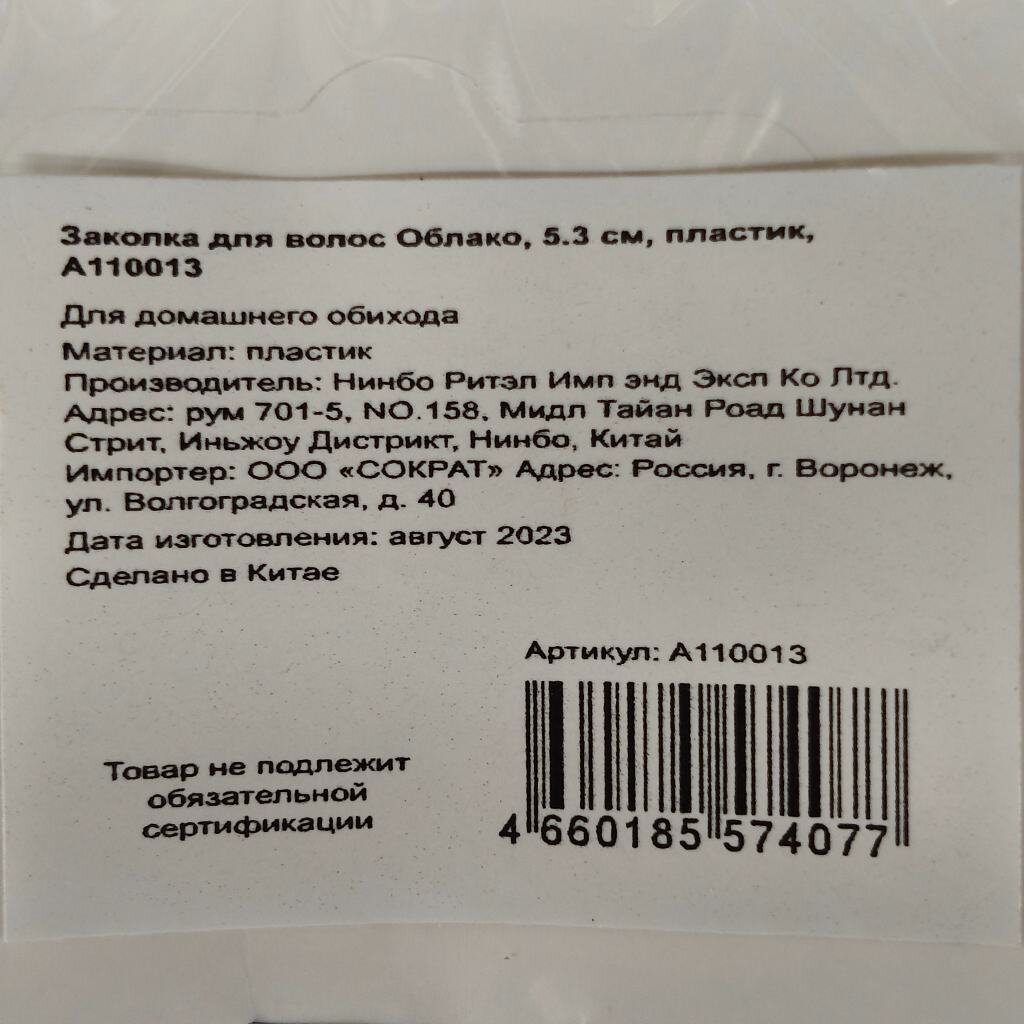 Заколка для волос Облако, 5.3 см, пластик,
А110013
Для домашнего обихода
Материал: пластик
Производитель: Нинбо Ритэл Имп энд Эксп Ко Лтд.
Адрес: рум 701-5, NO.158, Мидл Тайан Роад Шунан
Стрит, Иньжоу Дистрикт, Нинбо, Китай
Импортер: ООО «СОКРАТ» Адрес: Россия, г. Воронеж,
ул. Волгоградская, д. 40
Дата изготовления: август 2023
Сделано в Китае
Артикул: А110013
Товар не подлежит
обязательной
сертификации
4 660185 574077